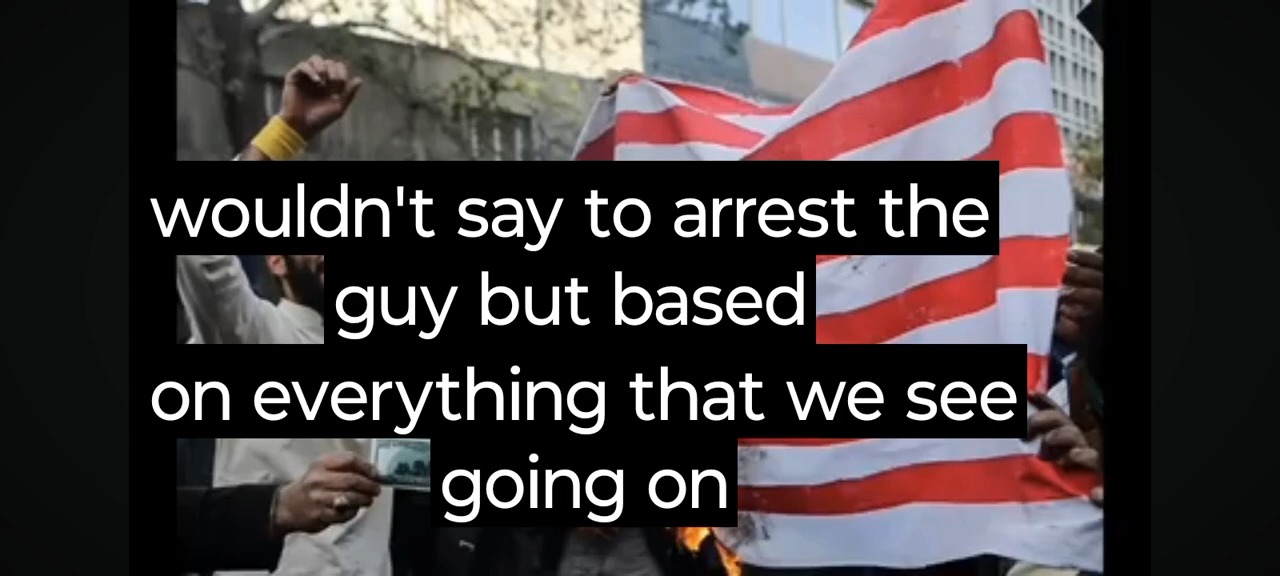 wouldn't say to arrest the
guy but based
on everything that we see
going on